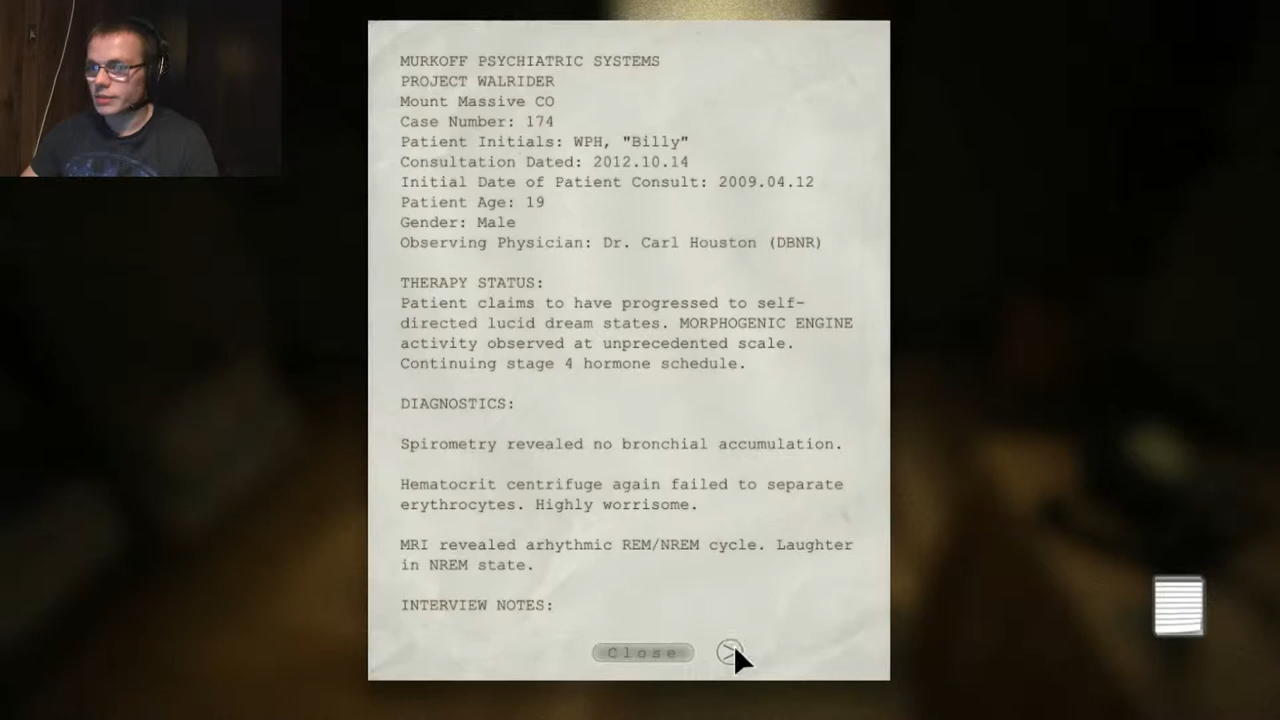 MURKOFF PSYCHIATRIC SYSTEMS
PROJECT WALRIDER
Mount Massive CO
Case Number: 174
Patient Initials: WPH, "Billy"
Consultation Dated: 2012.10.14
Initial Date of Patient Consult: 2009.04.12
Patient Age: 19
Gender: Male
Observing Physician: Dr. Carl Houston (DBNR)
THERAPY STATUS:
Patient claims to have progressed to self-
directed lucid dream states. MORPHOGENIC ENGINE
activity observed at unprecedented scale.
Continuing stage 4 hormone schedule.
DIAGNOSTICS:
Spirometry revealed no bronchial accumulation.
Hematocrit centrifuge again failed to separate
erythrocytes. Highly worrisome.
MRI revealed arhythmic REM/NREM cycle. Laughter
in NREM state.
INTERVIEW NOTES:
Close